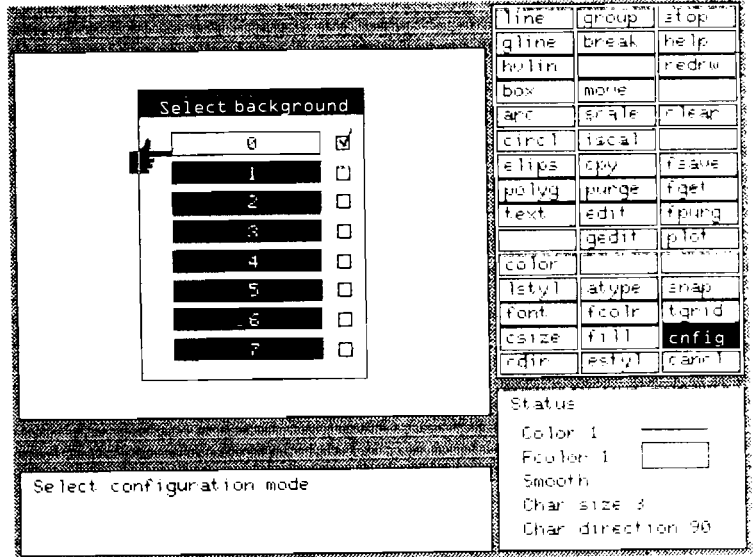 Select background
0
1
2
3
4
5
6
7
Select configuration mode
line group stop
gline break help
hvlin redrw
box move
arc scale clear
circl iscal
elips cpy fsave
polyg purge fget
text edit fpurg
gedit plot
color
lstyl atype snap
font fcolr tgrid
csize fill cnfig
cdir estyl cancl
Status
Color 1
Fcolor 1
Smooth
Char size 3
Char direction 90